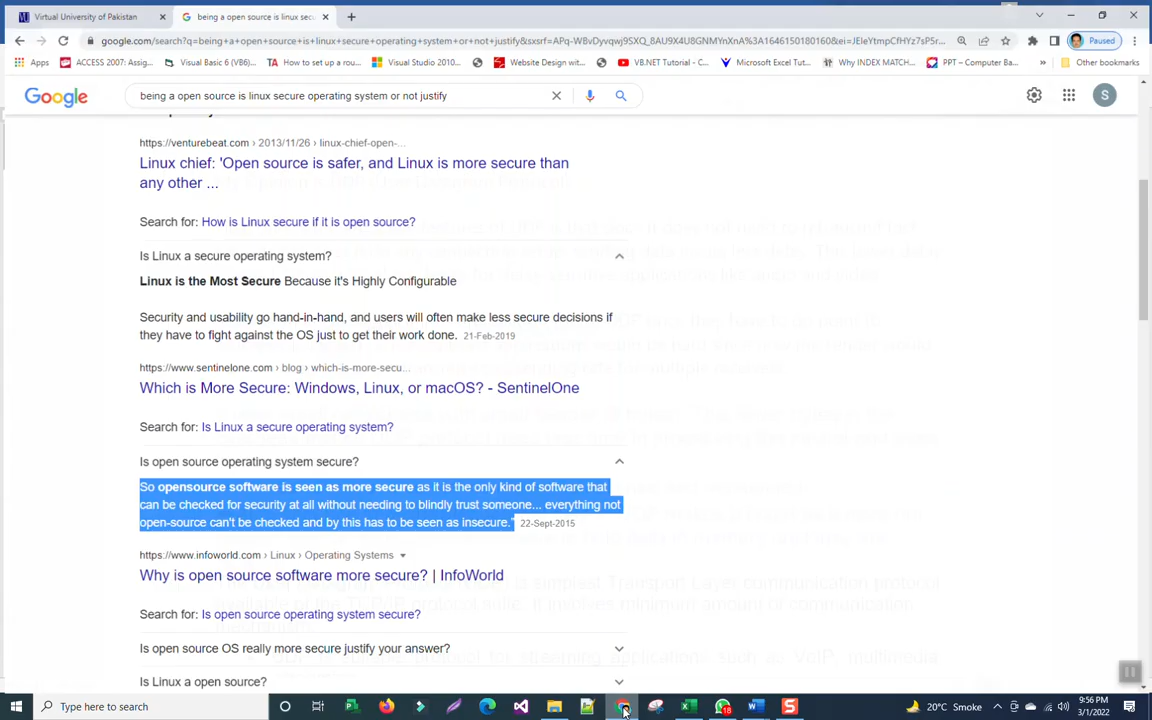 Virtual University of Pakistan
being a open source is linux sec
google.com/search?q=being+a+open+source+is+linux+secure+operating+system+or+not+justify&sxsrf=APq-WBvDyvqwj9SXQ_8AU9X4U8GNMYnXnA%3A1646150180160&ei=JEleYtmpCfHYz7sP5r...
Paused
Apps
ACCESS 2007: Assig...
Visual Basic 6 (VB6)...
How to set up a rou...
Visual Studio 2010...
Website Design wit...
VB.NET Tutorial - C...
Microsoft Excel Tut...
Why INDEX MATCH...
PPT – Computer Ba...
Other bookmarks
Google
being a open source is linux secure operating system or not justify
S
https://venturebeat.com › 2013/11/26 › linux-chief-open-...
Linux chief: 'Open source is safer, and Linux is more secure than
any other ...
Search for: How is Linux secure if it is open source?
Is Linux a secure operating system?
Linux is the Most Secure Because it's Highly Configurable
Security and usability go hand-in-hand, and users will often make less secure decisions if
they have to fight against the OS just to get their work done. 21-Feb-2019
https://www.sentinelone.com › blog › which-is-more-secu...
Which is More Secure: Windows, Linux, or macOS? - SentinelOne
Search for: Is Linux a secure operating system?
Is open source operating system secure?
So opensource software is seen as more secure as it is the only kind of software that
can be checked for security at all without needing to blindly trust someone... everything not
open-source can't be checked and by this has to be seen as insecure." 22-Sept-2015
https://www.infoworld.com › Linux › Operating Systems
Why is open source software more secure? | InfoWorld
Search for: Is open source operating system secure?
Is open source OS really more secure justify your answer?
Is Linux a open source?
Type here to search
18
20°C Smoke
9:56 PM
3/1/2022